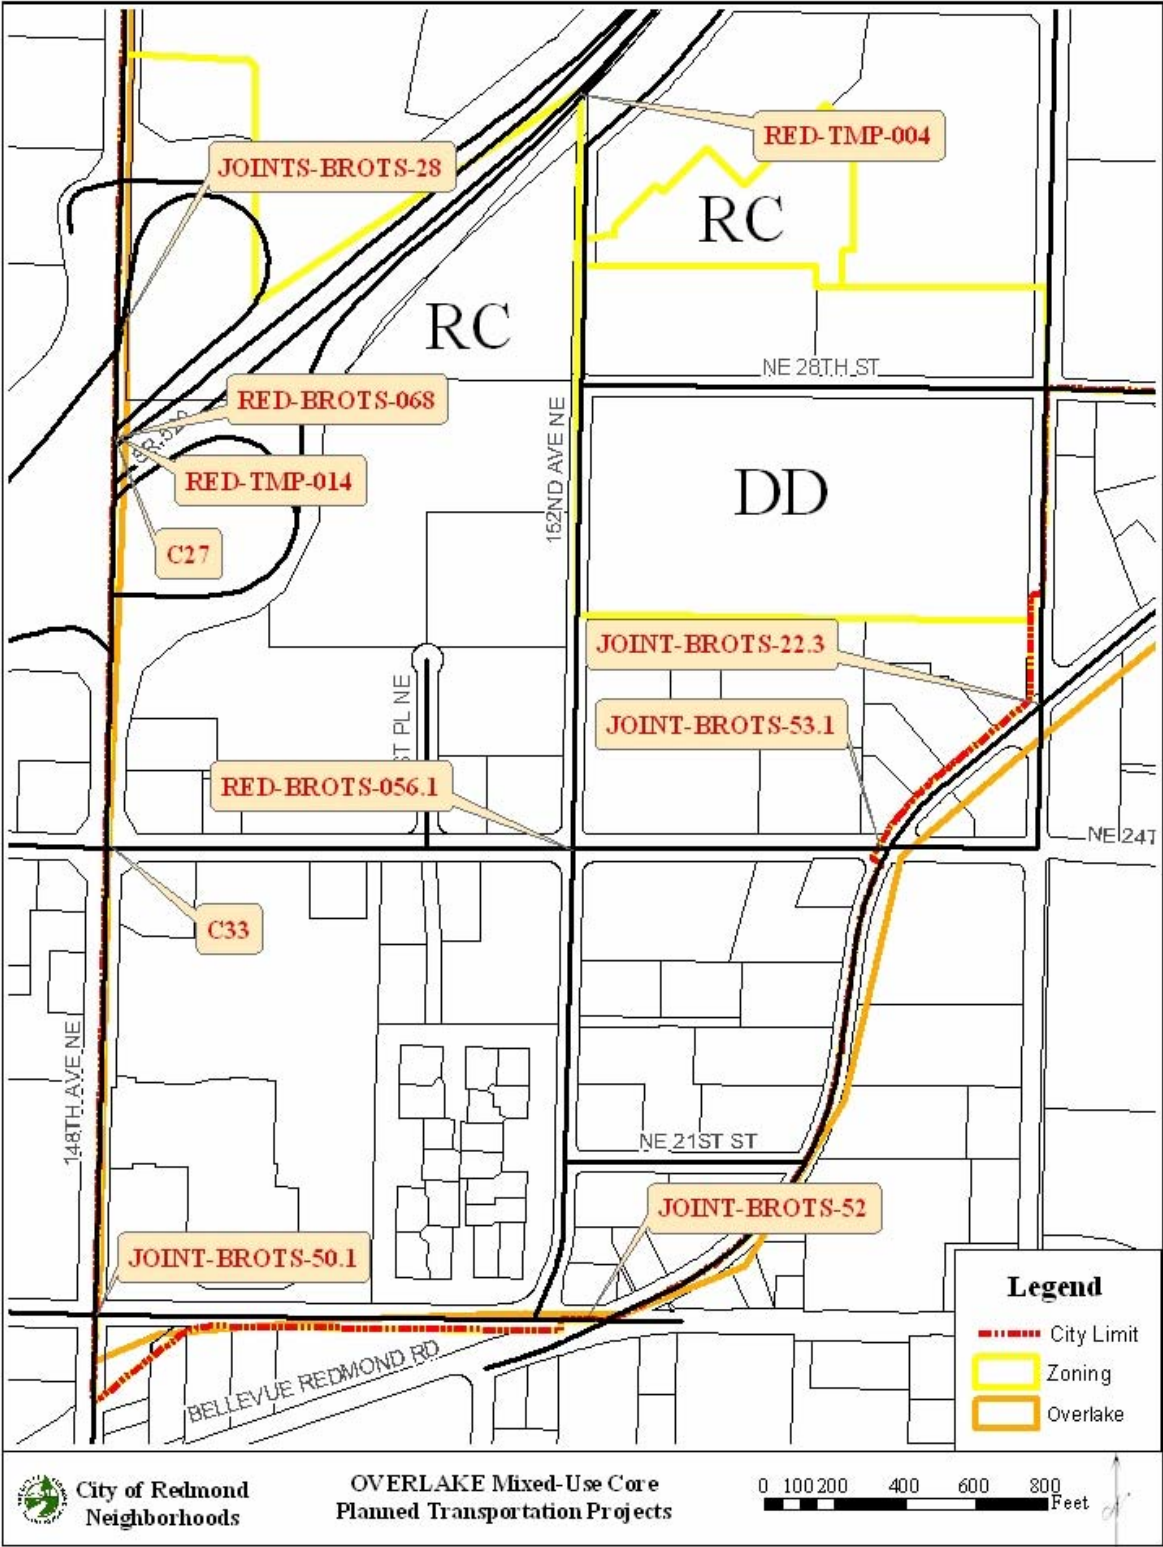 RED-TMP-004
JOINTS-BROTS-28
RC
RC
NE 28TH ST
RED-BROTS-068
152ND AVE NE
RED-TMP-014
DD
C27
JOINT-BROTS-22.3
ST PL NE
JOINT-BROTS-53.1
RED-BROTS-056.1
NE 24T
C33
148TH AVE NE
NE 21ST ST
JOINT-BROTS-52
JOINT-BROTS-50.1
BELLEVUE REDMOND RD
Legend
City Limit
Zoning
Overlake
City of Redmond
Neighborhoods
OVERLAKE Mixed-Use Core
Planned Transportation Projects
0 100 200 400 600 800
Feet
N